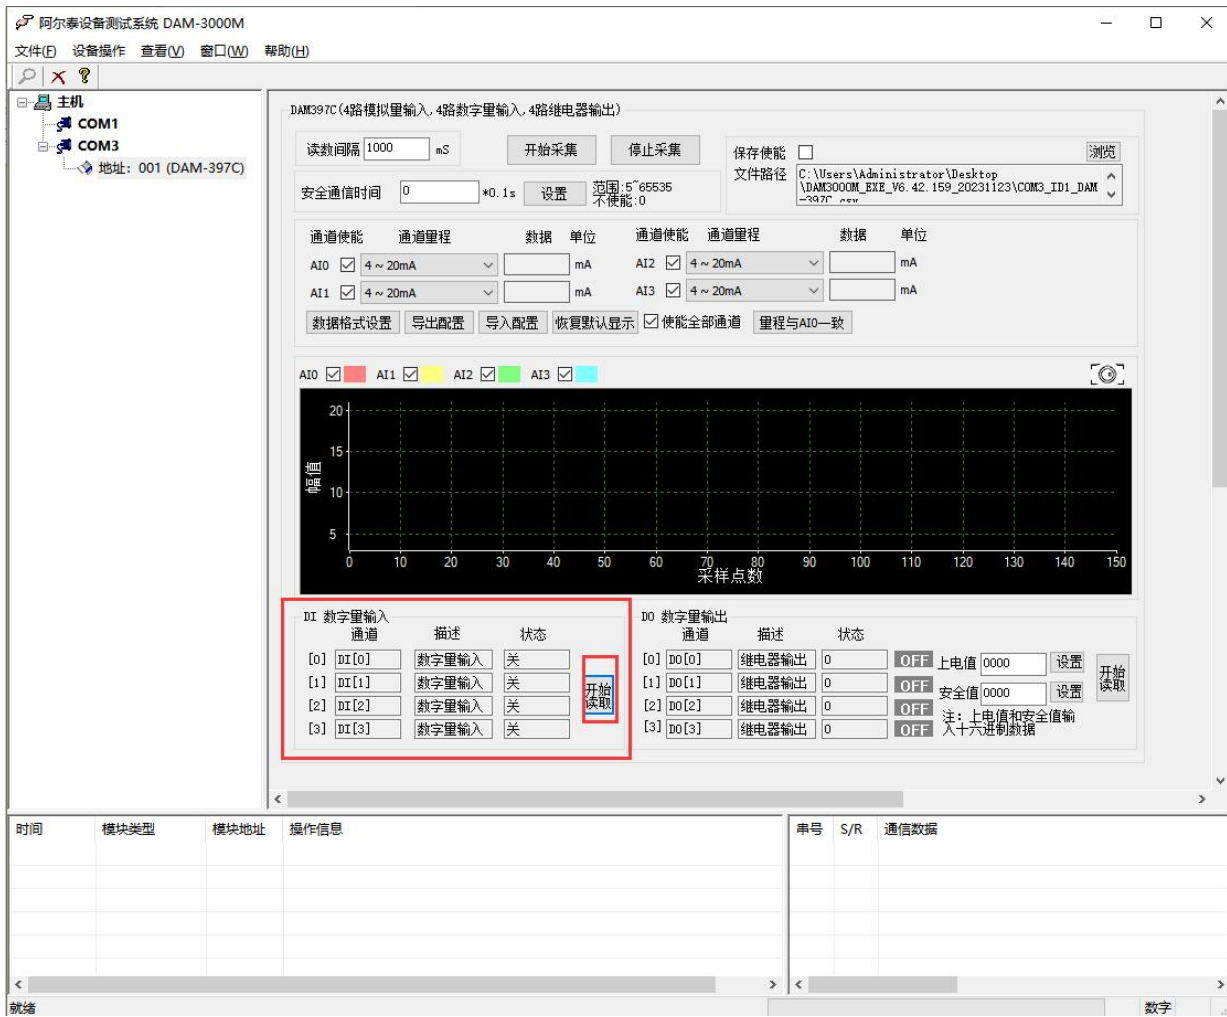 阿尔泰设备测试系统 DAM-3000M
文件(F) 设备操作 查看(V) 窗口(W) 帮助(H)
主机
COM1
COM3
地址：001 (DAM-397C)
DAM397C(4路模拟量输入,4路数字量输入,4路继电器输出)
读数间隔 1000 mS 开始采集 停止采集
保存使能 浏览
文件路径 C:\Users\Administrator\Desktop
\DAM3000M_EXE_V6.42.159_20231123\COM3_ID1_DAM
-397C.csv
安全通信时间 0 *0.1s 设置 范围:5~65535
不使能:0
通道使能 通道量程 数据 单位 通道使能 通道量程 数据 单位
AI0 4 ~ 20mA mA AI2 4 ~ 20mA mA
AI1 4 ~ 20mA mA AI3 4 ~ 20mA mA
数据格式设置 导出配置 导入配置 恢复默认显示 使能全部通道 量程与AI0一致
AI0 AI1 AI2 AI3
幅值
20
15
10
5
0 10 20 30 40 50 60 70 80 90 100 110 120 130 140 150
采样点数
DI 数字量输入
通道 描述 状态
[0] DI[0] 数字量输入 关
[1] DI[1] 数字量输入 关
[2] DI[2] 数字量输入 关
[3] DI[3] 数字量输入 关
开始
读取
DO 数字量输出
通道 描述 状态
[0] DO[0] 继电器输出 0 OFF
[1] DO[1] 继电器输出 0 OFF
[2] DO[2] 继电器输出 0 OFF
[3] DO[3] 继电器输出 0 OFF
上电值 0000 设置
安全值 0000 设置
注：上电值和安全值输
入十六进制数据
开始
读取
时间 模块类型 模块地址 操作信息
串号 S/R 通信数据
就绪 数字